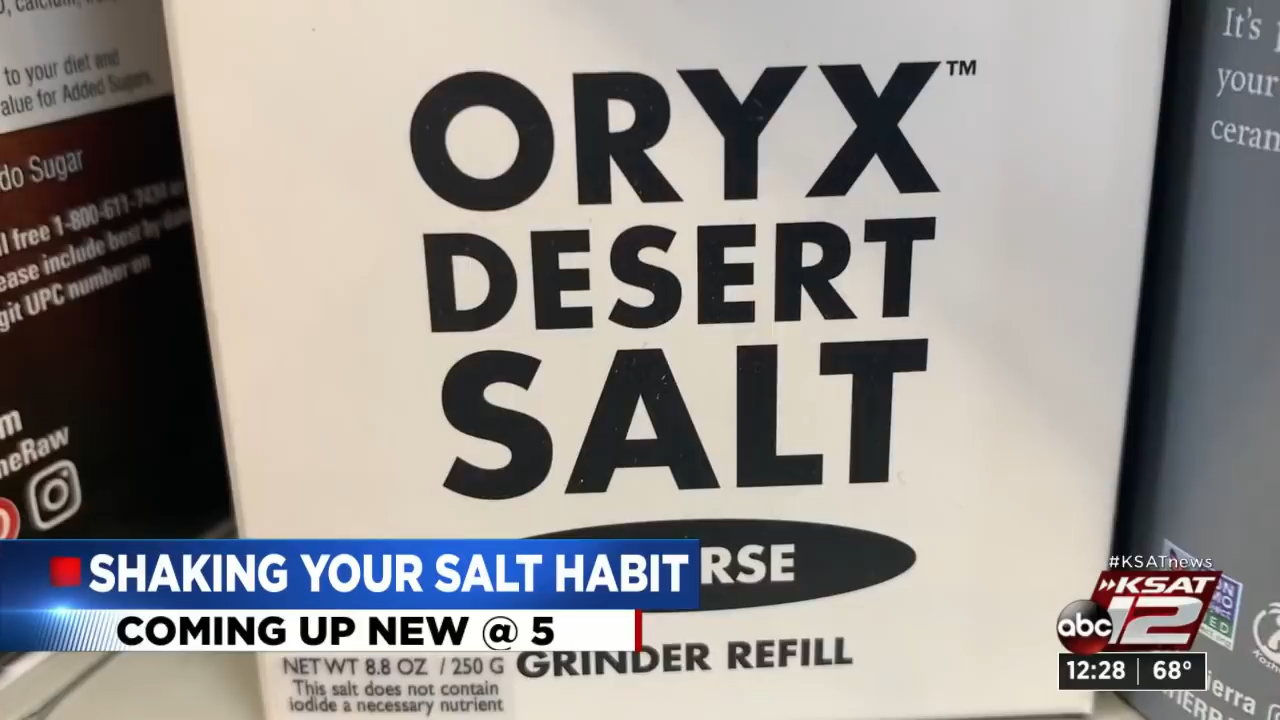 to your diet and
alue for Added Sugars.
do Sugar
l free 1-800-611-7434
ease include best by
git UPC number on
m
neRaw
ORYX™
DESERT
SALT
RSE
GRINDER REFILL
NET WT 8.8 OZ / 250 G
This salt does not contain
iodide a necessary nutrient
It's
your
ceram
SHAKING YOUR SALT HABIT
COMING UP NEW @ 5
#KSATnews
KSAT
abc 12
12:28 68°